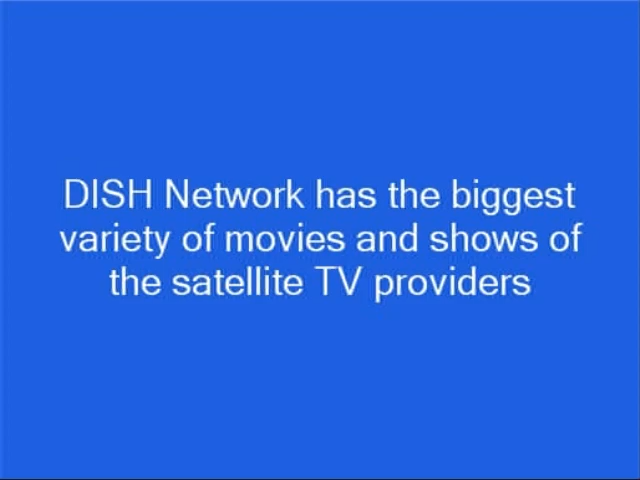 DISH Network has the biggest
variety of movies and shows of
the satellite TV providers